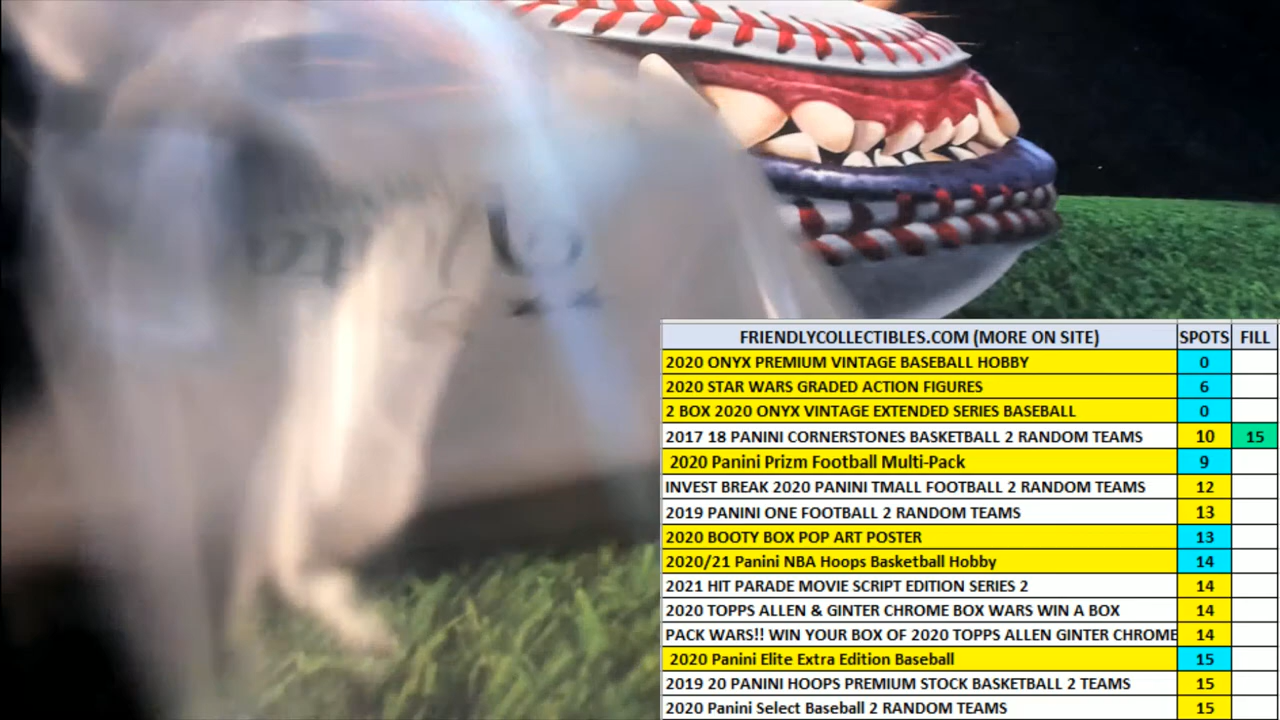 FRIENDLYCOLLECTIBLES.COM (MORE ON SITE) SPOTS FILL
2020 ONYX PREMIUM VINTAGE BASEBALL HOBBY 0
2020 STAR WARS GRADED ACTION FIGURES 6
2 BOX 2020 ONYX VINTAGE EXTENDED SERIES BASEBALL 0
2017 18 PANINI CORNERSTONES BASKETBALL 2 RANDOM TEAMS 10 15
2020 Panini Prizm Football Multi-Pack 9
INVEST BREAK 2020 PANINI TMALL FOOTBALL 2 RANDOM TEAMS 12
2019 PANINI ONE FOOTBALL 2 RANDOM TEAMS 13
2020 BOOTY BOX POP ART POSTER 13
2020/21 Panini NBA Hoops Basketball Hobby 14
2021 HIT PARADE MOVIE SCRIPT EDITION SERIES 2 14
2020 TOPPS ALLEN & GINTER CHROME BOX WARS WIN A BOX 14
PACK WARS!! WIN YOUR BOX OF 2020 TOPPS ALLEN GINTER CHROME 14
2020 Panini Elite Extra Edition Baseball 15
2019 20 PANINI HOOPS PREMIUM STOCK BASKETBALL 2 TEAMS 15
2020 Panini Select Baseball 2 RANDOM TEAMS 15